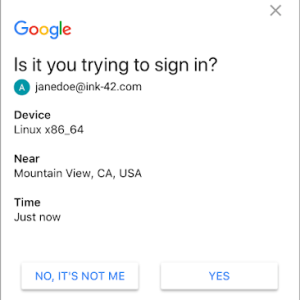 Google
Is it you trying to sign in?
A janedoe@ink-42.com
Device
Linux x86_64
Near
Mountain View, CA, USA
Time
Just now
NO, IT'S NOT ME
YES